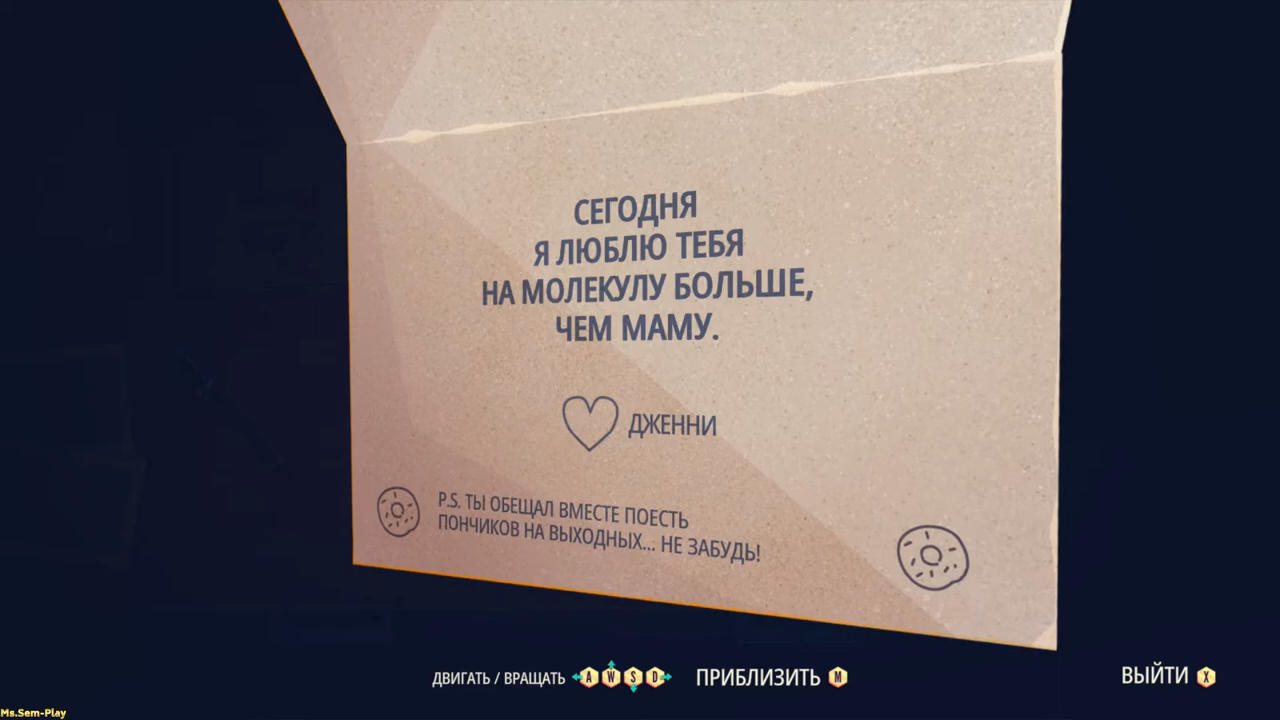 СЕГОДНЯ
Я ЛЮБЛЮ ТЕБЯ
НА МОЛЕКУЛУ БОЛЬШЕ,
ЧЕМ МАМУ.
ДЖЕННИ
P.S. ТЫ ОБЕЩАЛ ВМЕСТЕ ПОЕСТЬ
ПОНЧИКОВ НА ВЫХОДНЫХ... НЕ ЗАБУДЬ!
ДВИГАТЬ / ВРАЩАТЬ A W S D ПРИБЛИЗИТЬ M ВЫЙТИ X
Ms.Sem-Play